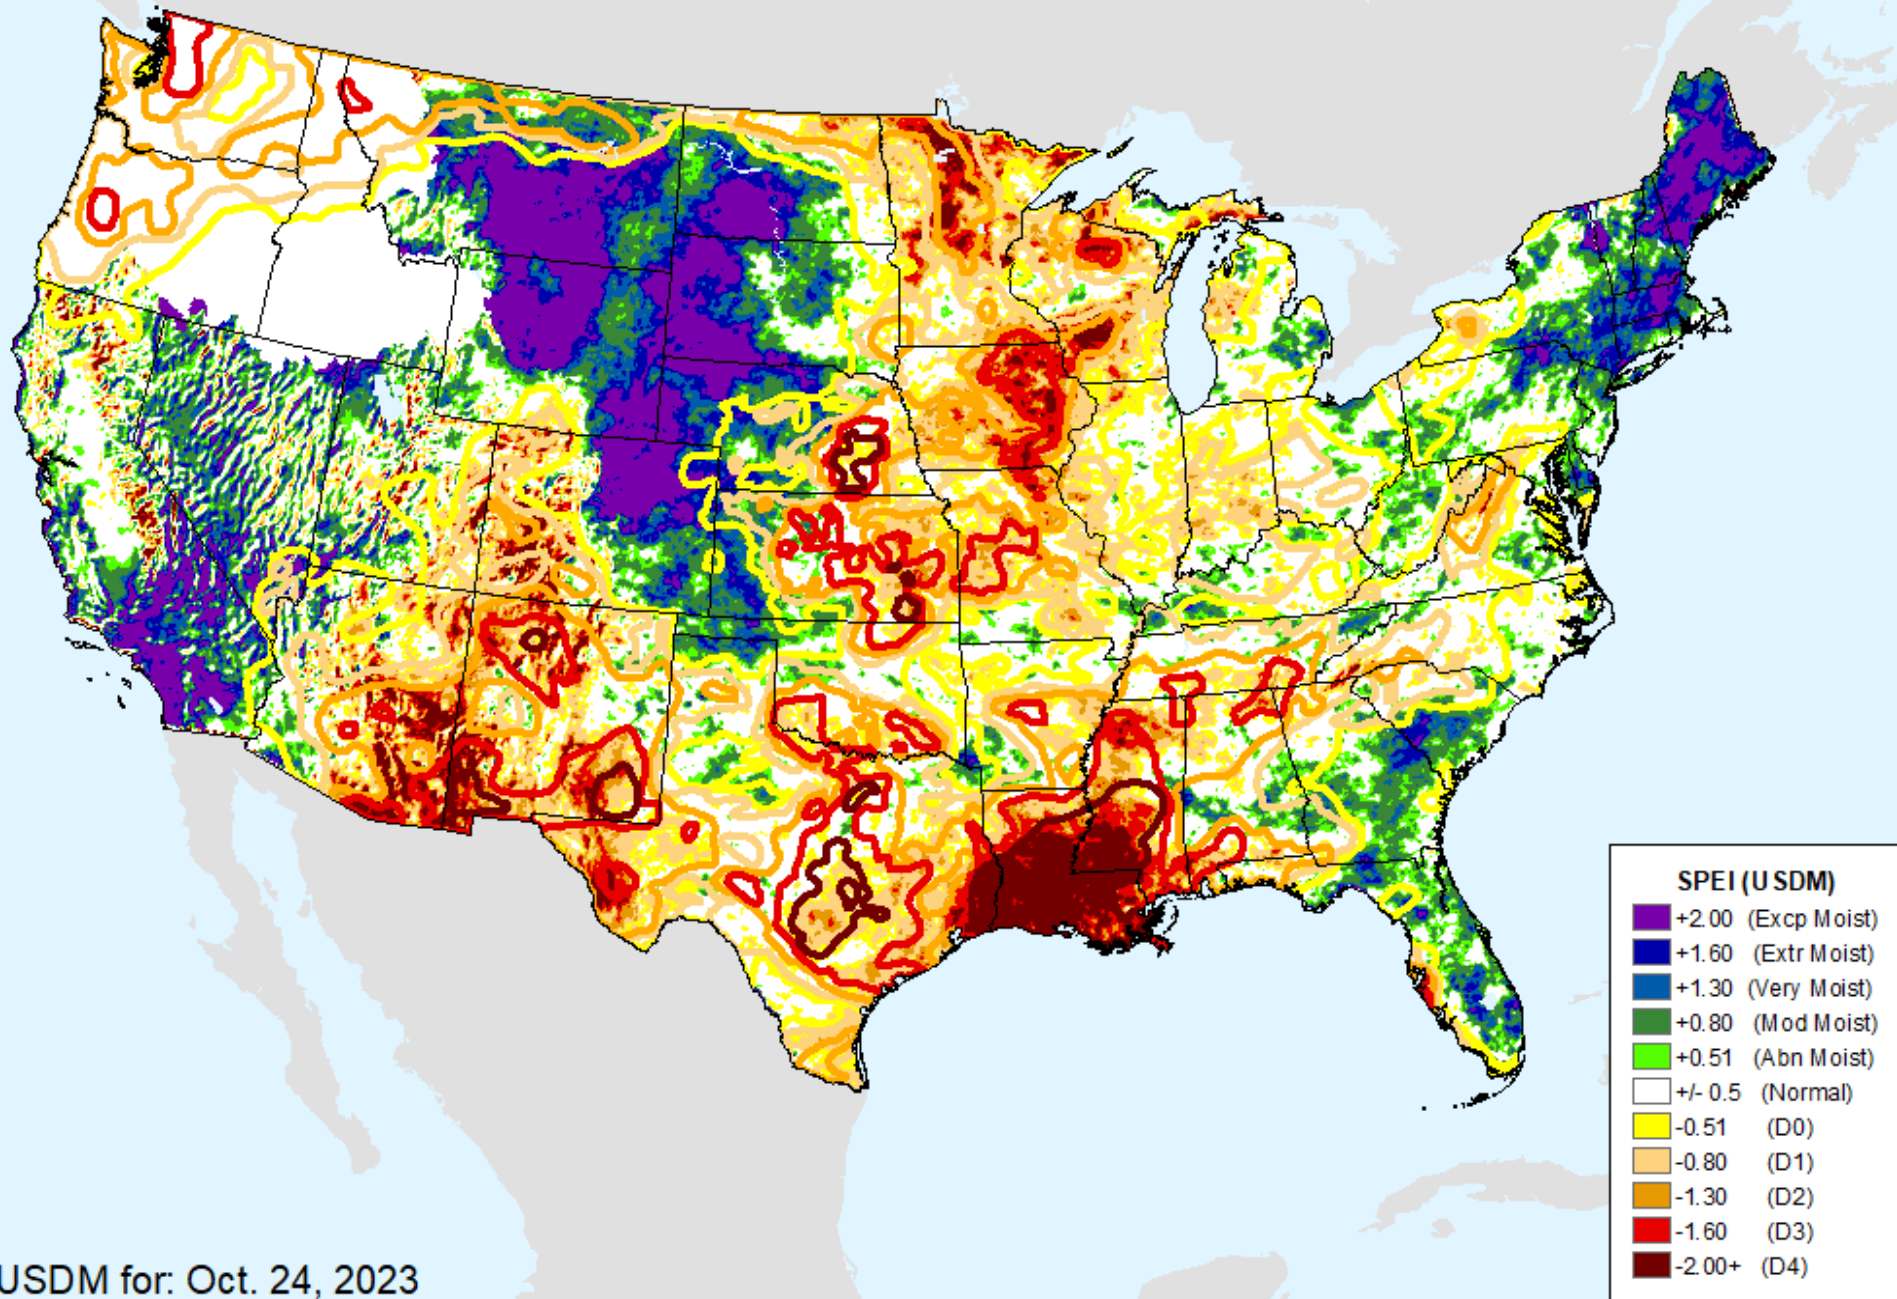 SPEI (USDM)
+2.00 (Excp Moist)
+1.60 (Extr Moist)
+1.30 (Very Moist)
+0.80 (Mod Moist)
+0.51 (Abn Moist)
+/- 0.5 (Normal)
-0.51 (D0)
-0.80 (D1)
-1.30 (D2)
-1.60 (D3)
-2.00+ (D4)
USDM for: Oct. 24, 2023